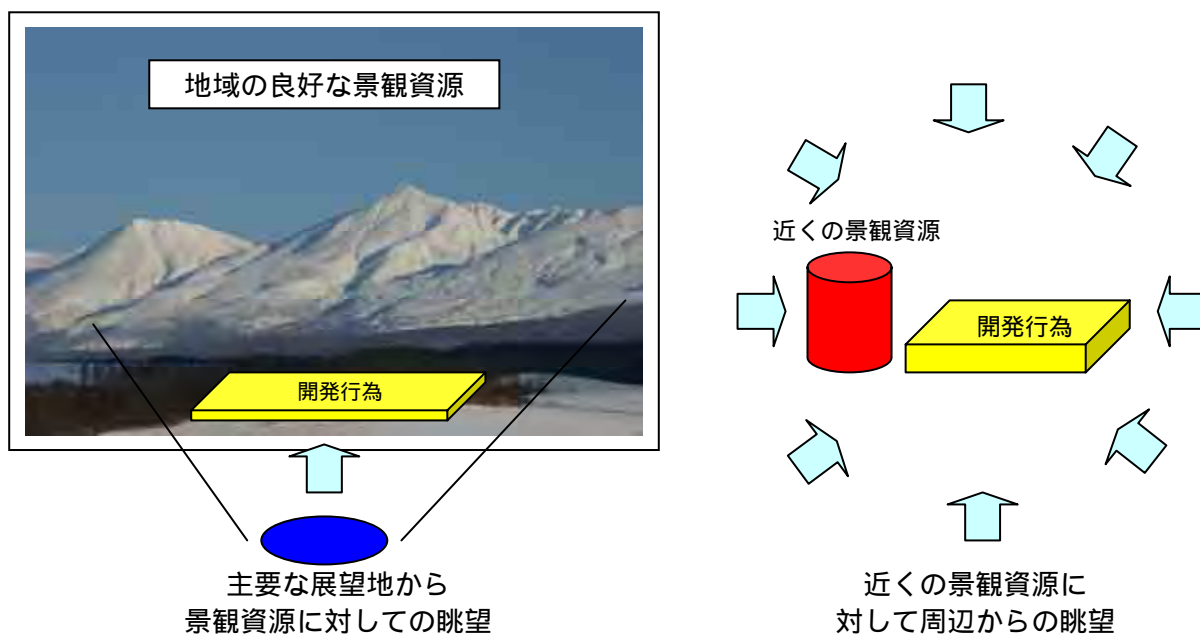 地域の良好な景観資源
開発行為
主要な展望地から
景観資源に対しての眺望
近くの景観資源
開発行為
近くの景観資源に
対して周辺からの眺望